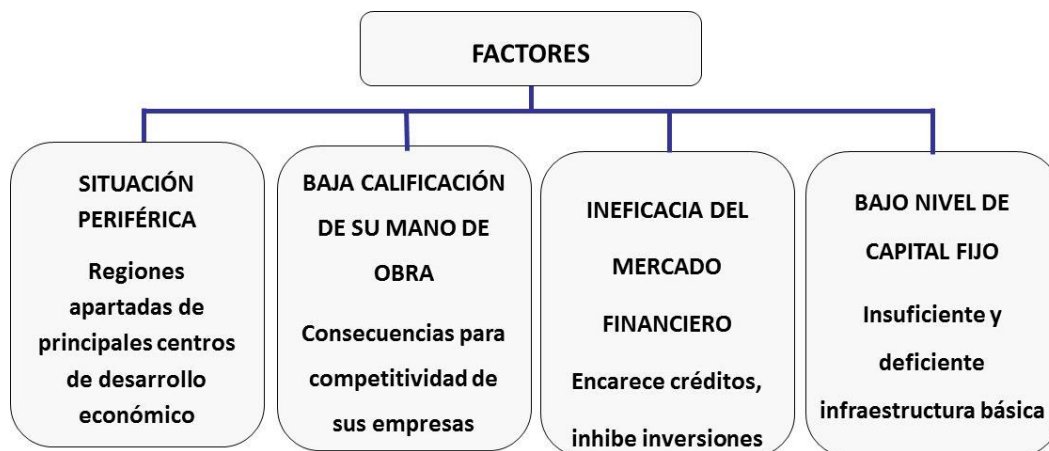 FACTORES
SITUACIÓN
PERIFÉRICA
Regiones
apartadas de
principales centros
de desarrollo
económico
BAJA CALIFICACIÓN
DE SU MANO DE
OBRA
Consecuencias para
competitividad de
sus empresas
INEFICACIA DEL
MERCADO
FINANCIERO
Encarece créditos,
inhibe inversiones
BAJO NIVEL DE
CAPITAL FIJO
Insuficiente y
deficiente
infraestructura básica